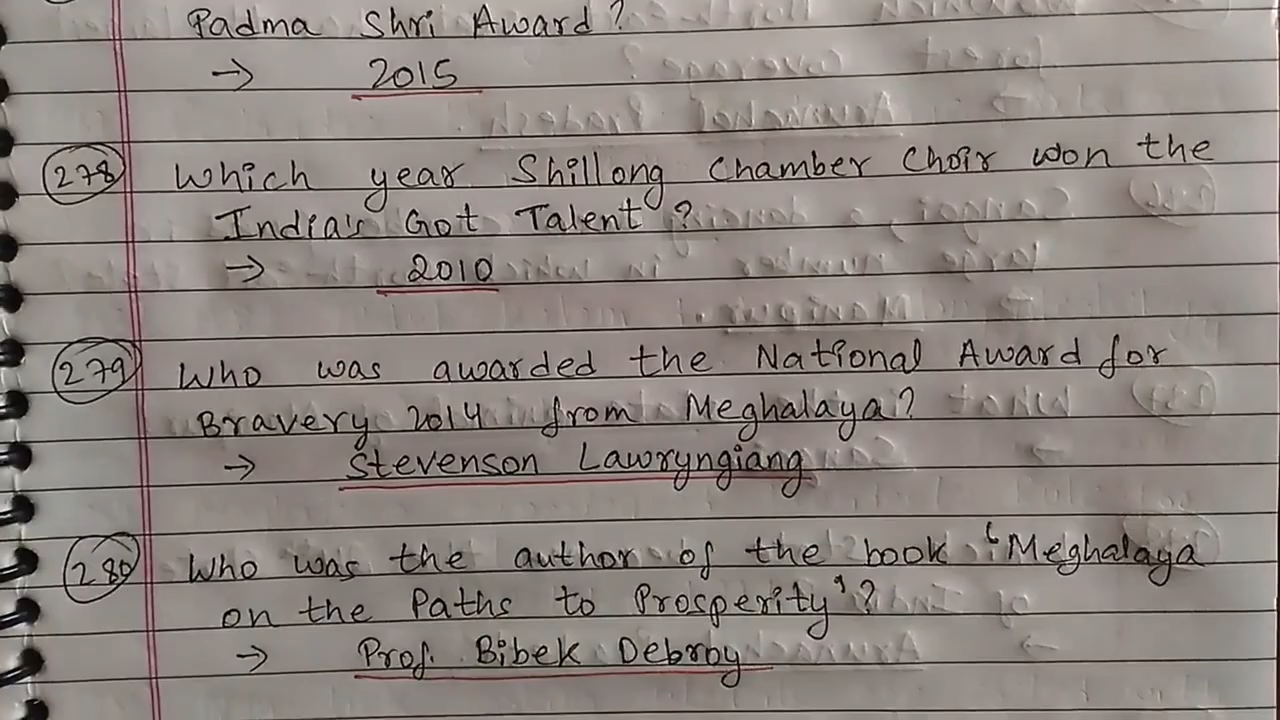 Padma Shri Award?
→ 2015
278 Which year Shillong Chamber Choir won the
India's Got Talent?
→ 2010
279 Who was awarded the National Award for
Bravery 2014 from Meghalaya?
→ Stevenson Lawryngiang
280 Who was the author of the book 'Meghalaya
on the Paths to Prosperity'?
→ Prof. Bibek Debroy